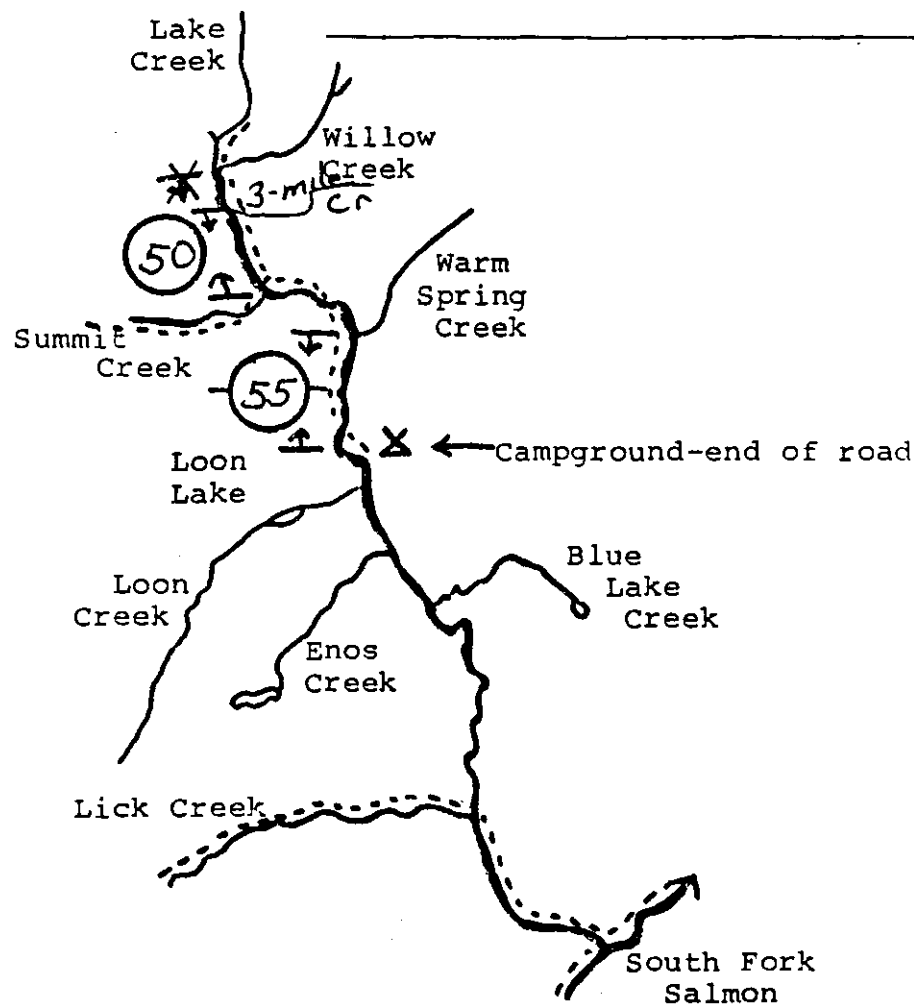 Lake
Creek
Willow
Creek
3-mile
cr
50
Warm
Spring
Creek
Summit
Creek
55
Campground-end of road
Loon
Lake
Blue
Lake
Creek
Loon
Creek
Enos
Creek
Lick Creek
South Fork
Salmon